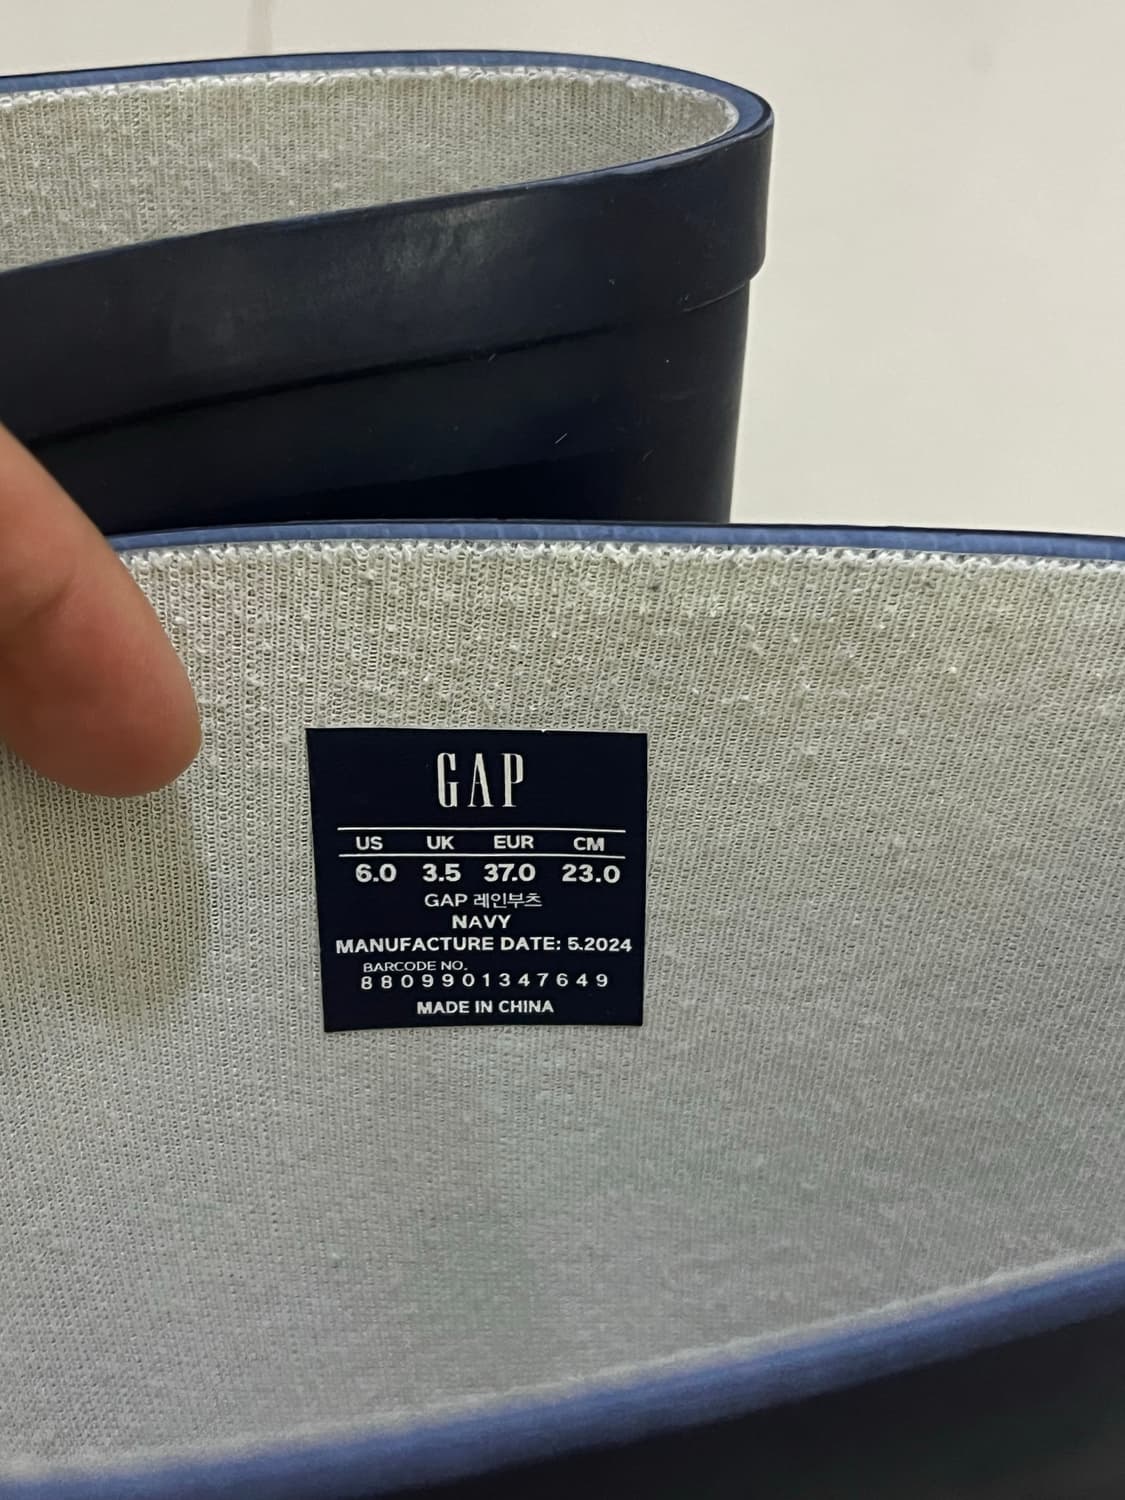 GAP
US UK EUR CM
6.0 3.5 37.0 23.0
GAP 레인부츠
NAVY
MANUFACTURE DATE: 5.2024
BARCODE NO.
8809901347649
MADE IN CHINA